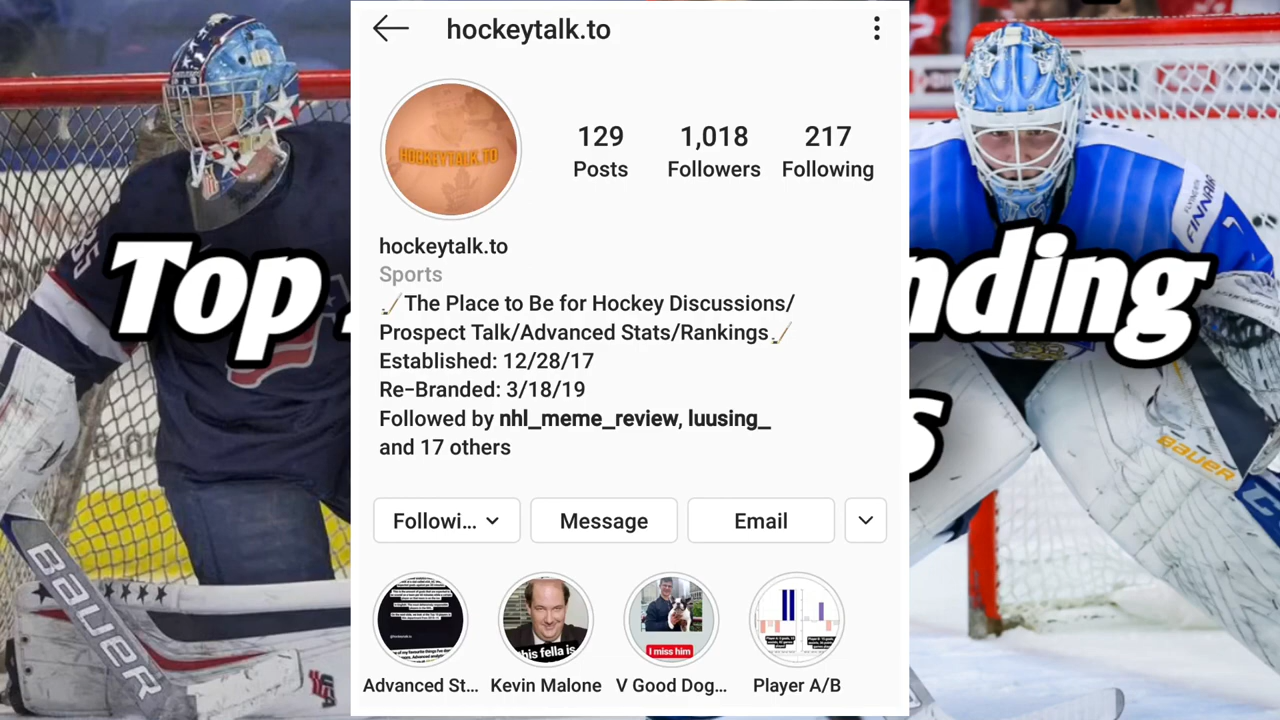 hockeytalk.to
HOCKEYTALK.TO
129
Posts
1,018
Followers
217
Following
hockeytalk.to
Sports
The Place to Be for Hockey Discussions/
Prospect Talk/Advanced Stats/Rankings
Established: 12/28/17
Re-Branded: 3/18/19
Followed by nhl_meme_review, luusing_
and 17 others
Followi...
Message
Email
his fella is
I miss him
Advanced St...
Kevin Malone
V Good Dog...
Player A/B
Top
nding
s
FINNAIR
BAUER
BAUER